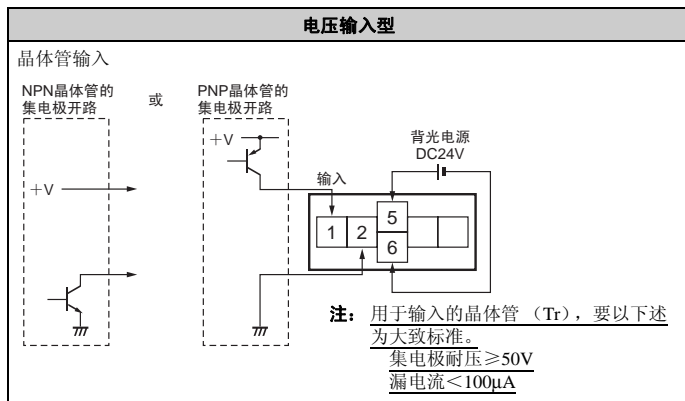 电压输入型
晶体管输入
NPN晶体管的
集电极开路
或
PNP晶体管的
集电极开路
+V
+V
输入
背光电源
DC24V
1
2
5
6
注： 用于输入的晶体管 （Tr），要以下述
为大致标准。
集电极耐压≥50V
漏电流＜100μA